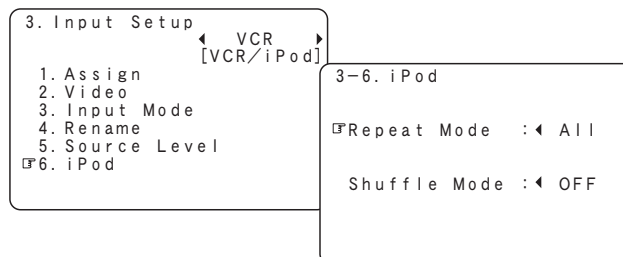 3. Input Setup
◀ VCR ▶
[VCR/iPod]
1. Assign
2. Video
3. Input Mode
4. Rename
5. Source Level
☞6. iPod
3-6. iPod
☞Repeat Mode :◀ All
Shuffle Mode :◀ OFF